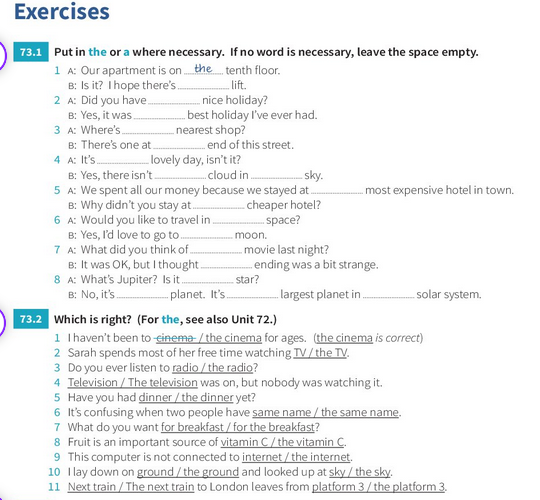 Exercises
73.1 Put in the or a where necessary. If no word is necessary, leave the space empty.
1 A: Our apartment is on ....the.... tenth floor.
B: Is it? I hope there's .................... lift.
2 A: Did you have .................... nice holiday?
B: Yes, it was .................... best holiday I've ever had.
3 A: Where's .................... nearest shop?
B: There's one at .................... end of this street.
4 A: It's .................... lovely day, isn't it?
B: Yes, there isn't .................... cloud in .................... sky.
5 A: We spent all our money because we stayed at .................... most expensive hotel in town.
B: Why didn't you stay at .................... cheaper hotel?
6 A: Would you like to travel in .................... space?
B: Yes, I'd love to go to .................... moon.
7 A: What did you think of .................... movie last night?
B: It was OK, but I thought .................... ending was a bit strange.
8 A: What's Jupiter? Is it .................... star?
B: No, it's .................... planet. It's .................... largest planet in .................... solar system.
73.2 Which is right? (For the, see also Unit 72.)
1 I haven't been to cinema / the cinema for ages. (the cinema is correct)
2 Sarah spends most of her free time watching TV / the TV.
3 Do you ever listen to radio / the radio?
4 Television / The television was on, but nobody was watching it.
5 Have you had dinner / the dinner yet?
6 It's confusing when two people have same name / the same name.
7 What do you want for breakfast / for the breakfast?
8 Fruit is an important source of vitamin C / the vitamin C.
9 This computer is not connected to internet / the internet.
10 I lay down on ground / the ground and looked up at sky / the sky.
11 Next train / The next train to London leaves from platform 3 / the platform 3.